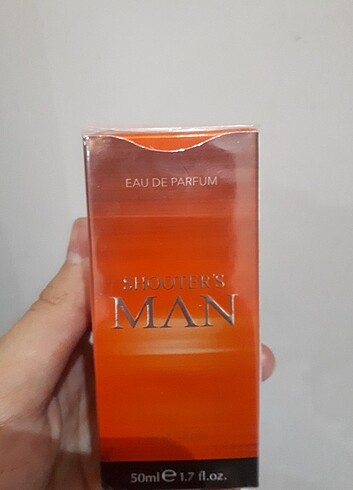 EAU DE PARFUM
SHOOTER'S
MAN
50ml ℮ 1.7 fl.oz.